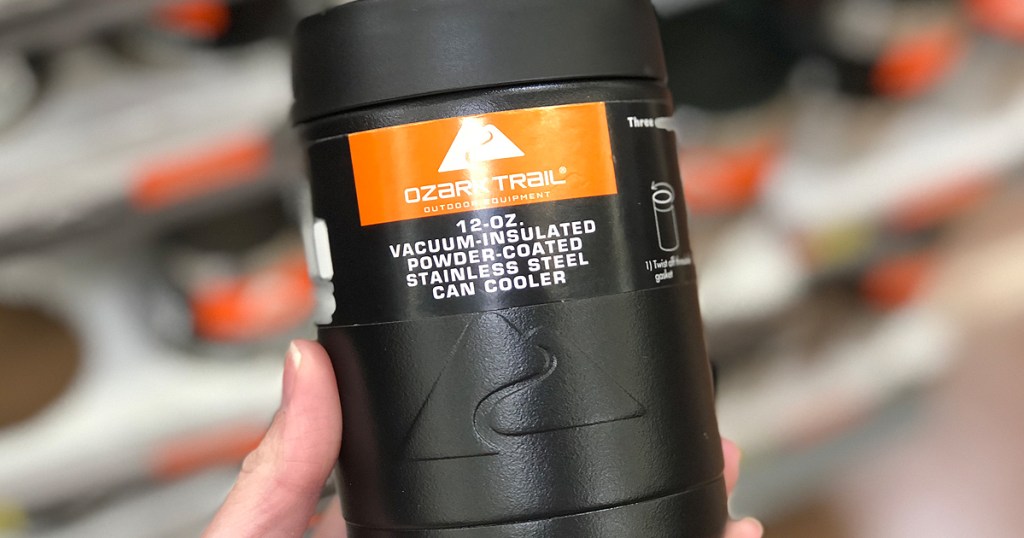 OZARK TRAIL®
OUTDOOR EQUIPMENT
12-OZ.
VACUUM-INSULATED
POWDER-COATED
STAINLESS STEEL
CAN COOLER
Three
1) Twist off
gasket